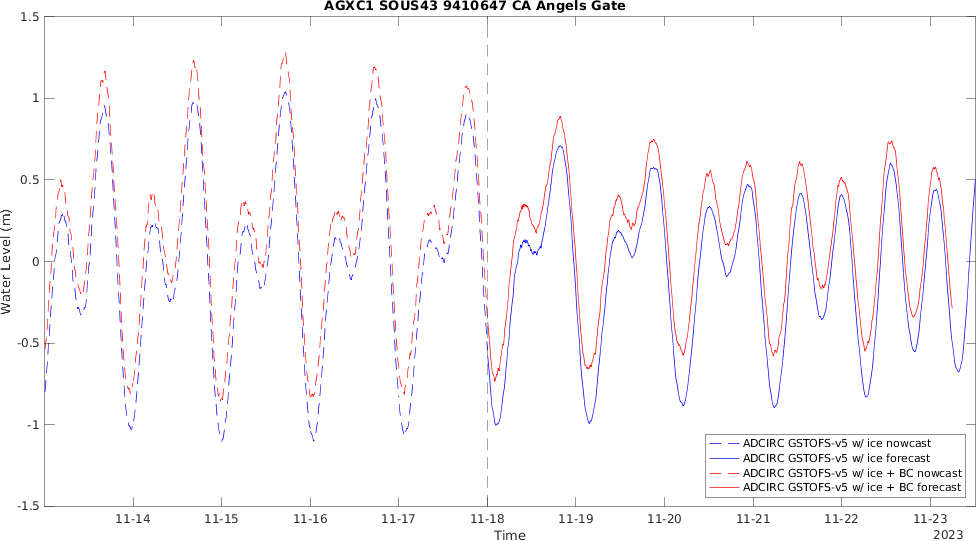 AGXC1 SOUS43 9410647 CA Angels Gate
1.5
1
0.5
0
-0.5
-1
-1.5
Water Level (m)
11-14
11-15
11-16
11-17
11-18
11-19
11-20
11-21
11-22
11-23
Time
2023
ADCIRC GSTOFS-v5 w/ ice nowcast
ADCIRC GSTOFS-v5 w/ ice forecast
ADCIRC GSTOFS-v5 w/ ice + BC nowcast
ADCIRC GSTOFS-v5 w/ ice + BC forecast